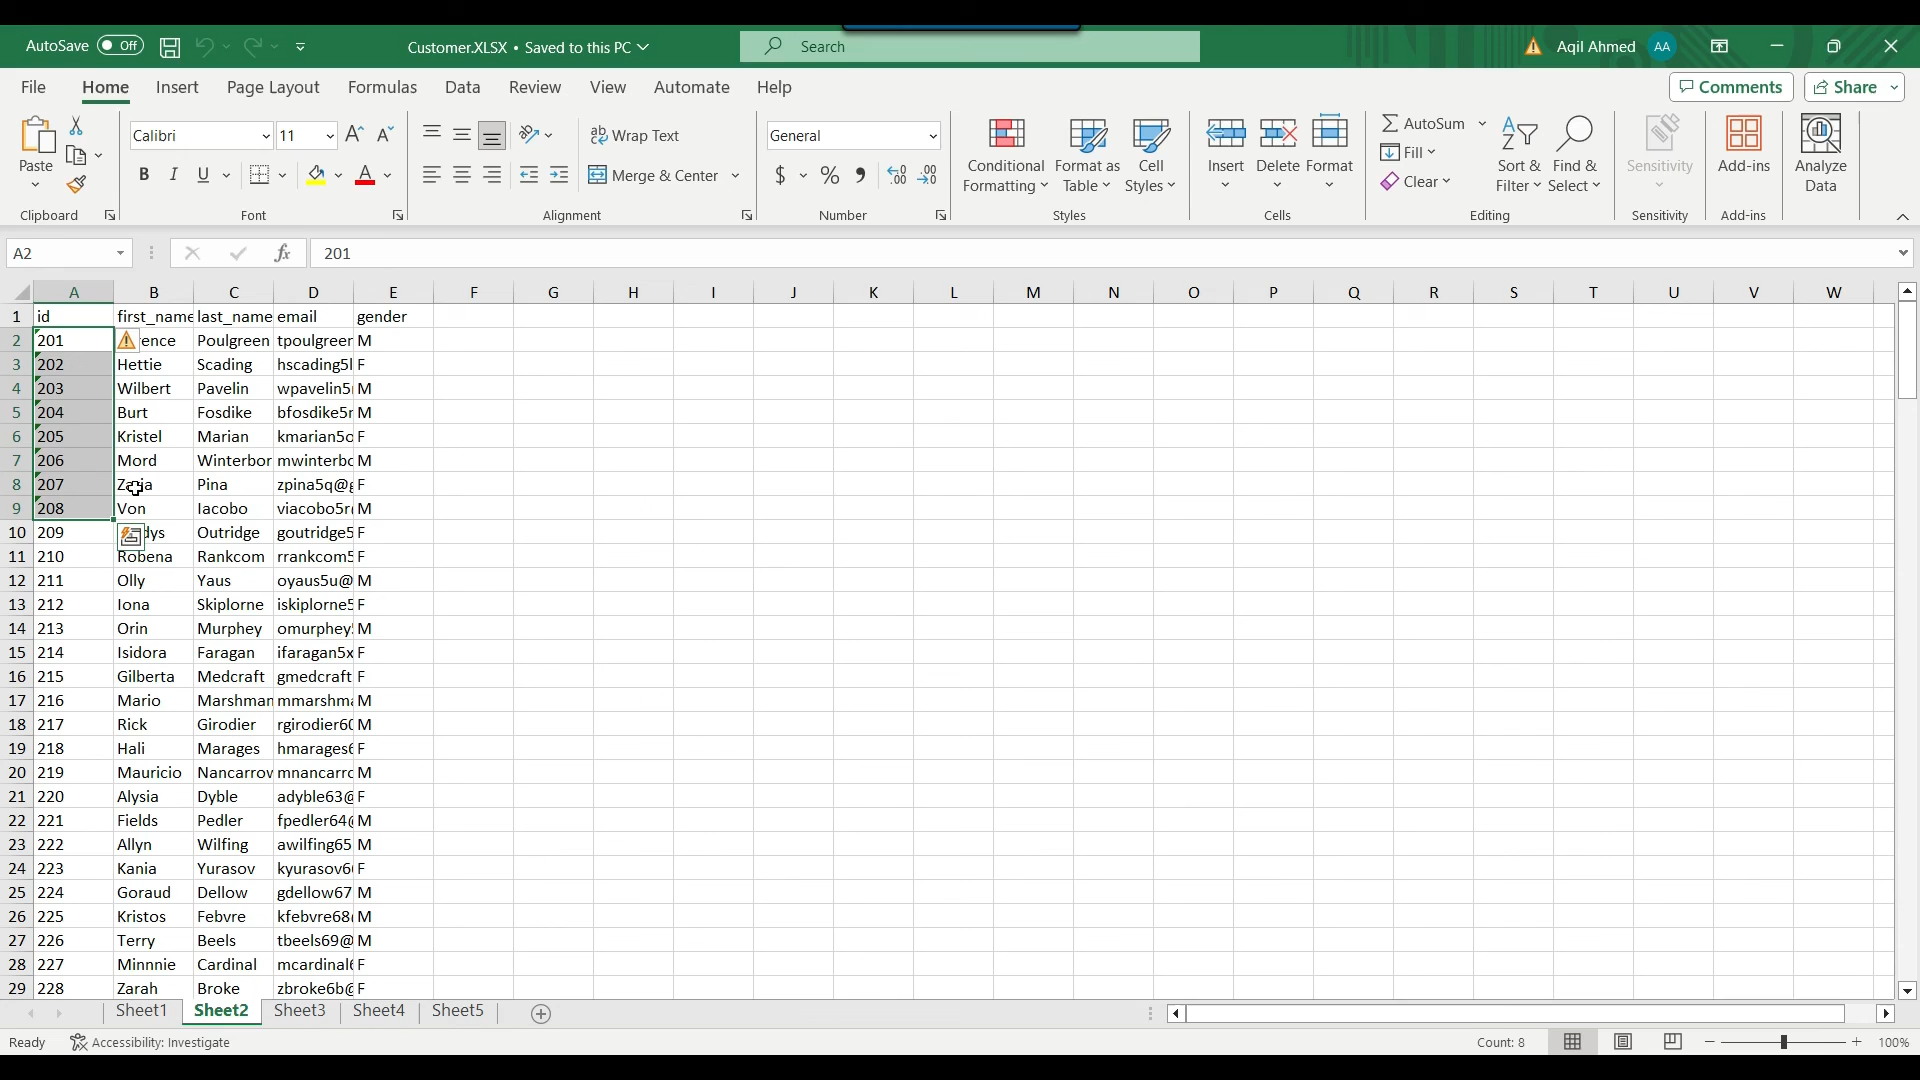 AutoSave Off Customer.XLSX • Saved to this PC Search Aqil Ahmed AA
File Home Insert Page Layout Formulas Data Review View Automate Help Comments Share
Paste Clipboard
Calibri 11 B I U Font
Wrap Text Merge & Center Alignment
General $ % Number
Conditional Formatting Format as Table Cell Styles Styles
Insert Delete Format Cells
AutoSum Fill Clear Sort & Filter Find & Select Editing
Sensitivity Sensitivity
Add-ins Add-ins
Analyze Data
A2 fx 201
A B C D E F G H I J K L M N O P Q R S T U V W
1 id first_name last_name email gender
2 201 ence Poulgreen tpoulgreer M
3 202 Hettie Scading hscading5l F
4 203 Wilbert Pavelin wpavelin5 M
5 204 Burt Fosdike bfosdike5 M
6 205 Kristel Marian kmarian5o F
7 206 Mord Winterbor mwinterbo M
8 207 Pina zpina5q@g F
9 208 Von Iacobo viacobo5r M
10 209 dys Outridge goutridge5 F
11 210 Robena Rankcom rrankcom5 F
12 211 Olly Yaus oyaus5u@ M
13 212 Iona Skiplorne iskiplorne5 F
14 213 Orin Murphey omurphey M
15 214 Isidora Faragan ifaragan5x F
16 215 Gilberta Medcraft gmedcraft F
17 216 Mario Marshman mmarshma M
18 217 Rick Girodier rgirodier60 M
19 218 Hali Marages hmarages6 F
20 219 Mauricio Nancarrov mnancarro M
21 220 Alysia Dyble adyble63@ F
22 221 Fields Pedler fpedler64@ M
23 222 Allyn Wilfing awilfing65 M
24 223 Kania Yurasov kyurasov6 F
25 224 Goraud Dellow gdellow67 M
26 225 Kristos Febvre kfebvre68 M
27 226 Terry Beels tbeels69@ M
28 227 Minnnie Cardinal mcardinal6 F
29 228 Zarah Broke zbroke6b@ F
Sheet1 Sheet2 Sheet3 Sheet4 Sheet5
Ready Accessibility: Investigate Count: 8 100%